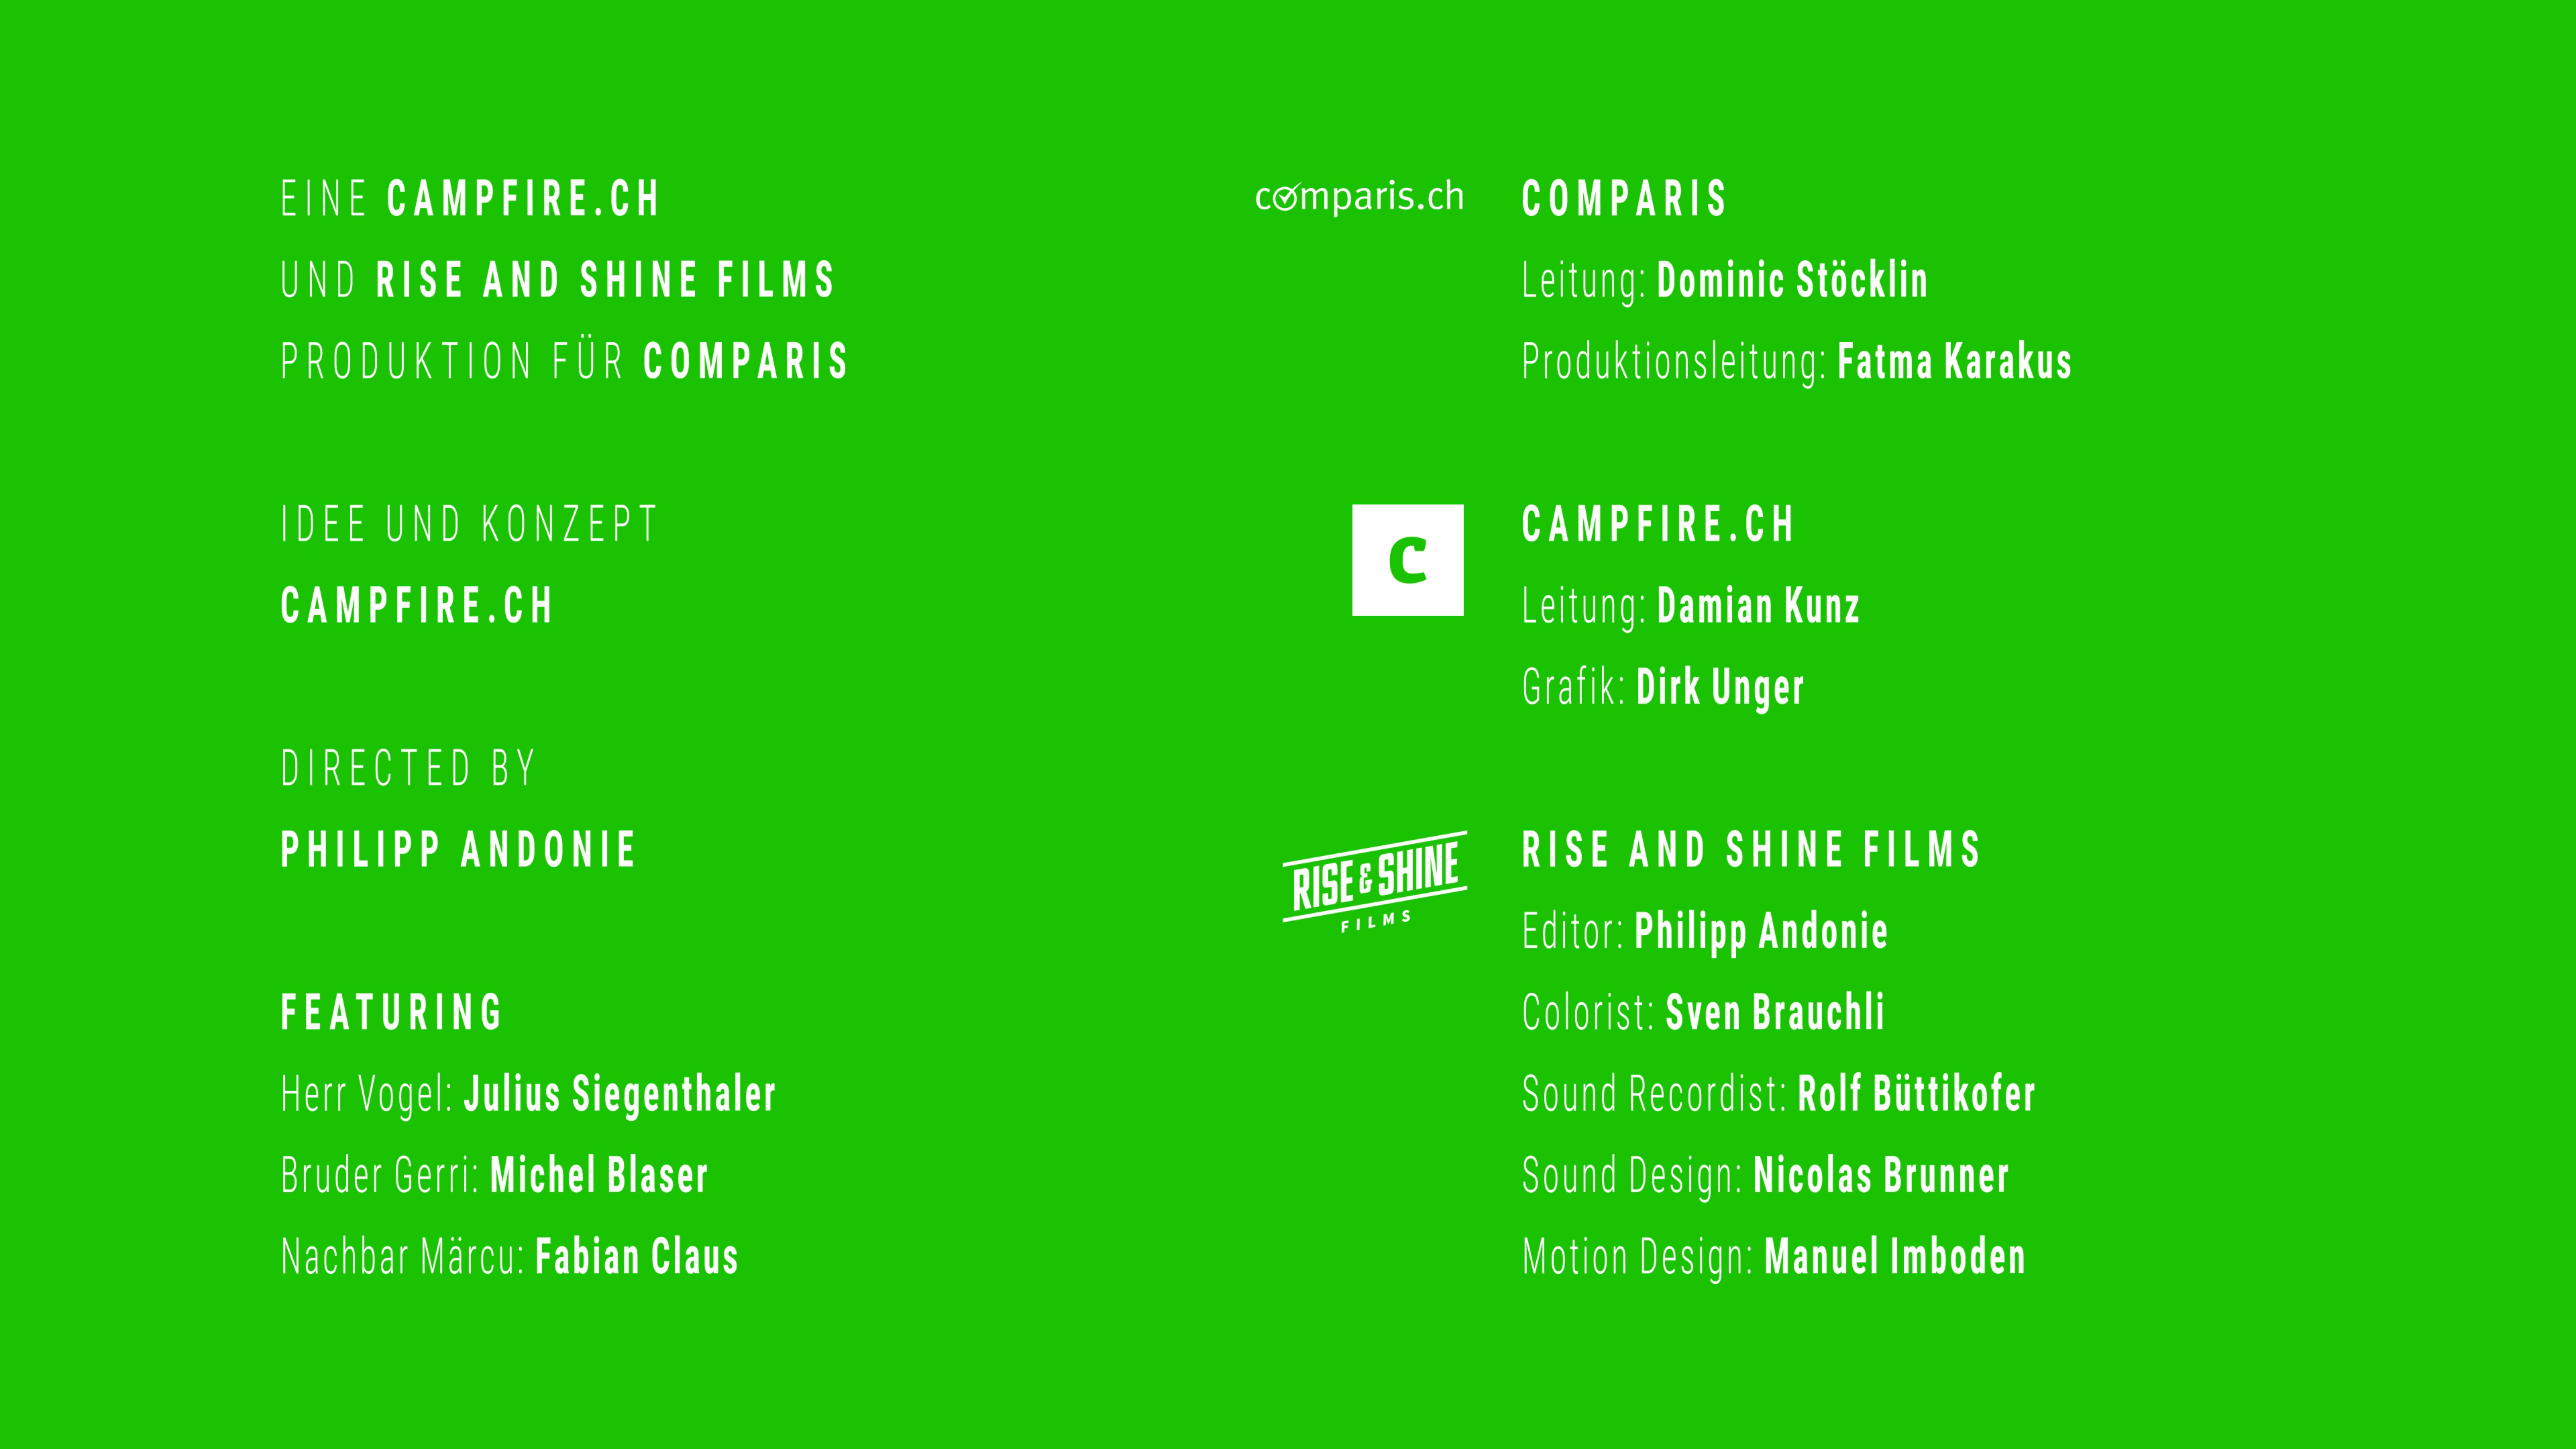 EINE CAMPFIRE.CH
UND RISE AND SHINE FILMS
PRODUKTION FÜR COMPARIS
IDEE UND KONZEPT
CAMPFIRE.CH
DIRECTED BY
PHILIPP ANDONIE
FEATURING
Herr Vogel: Julius Siegenthaler
Bruder Gerri: Michel Blaser
Nachbar Märcu: Fabian Claus
comparis.ch
COMPARIS
Leitung: Dominic Stöcklin
Produktionsleitung: Fatma Karakus
C
CAMPFIRE.CH
Leitung: Damian Kunz
Grafik: Dirk Unger
RISE & SHINE
FILMS
RISE AND SHINE FILMS
Editor: Philipp Andonie
Colorist: Sven Brauchli
Sound Recordist: Rolf Büttikofer
Sound Design: Nicolas Brunner
Motion Design: Manuel Imboden